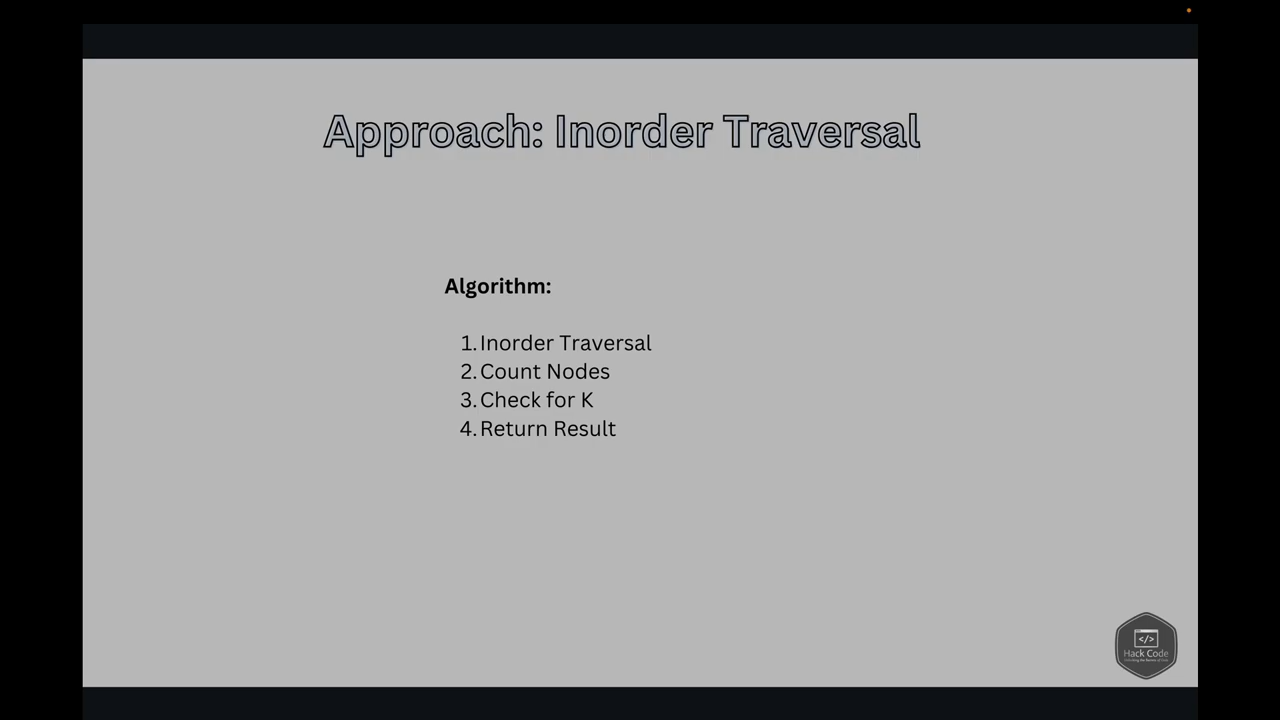 Approach: Inorder Traversal
Algorithm:
1. Inorder Traversal
2. Count Nodes
3. Check for K
4. Return Result
</>
Hack Code